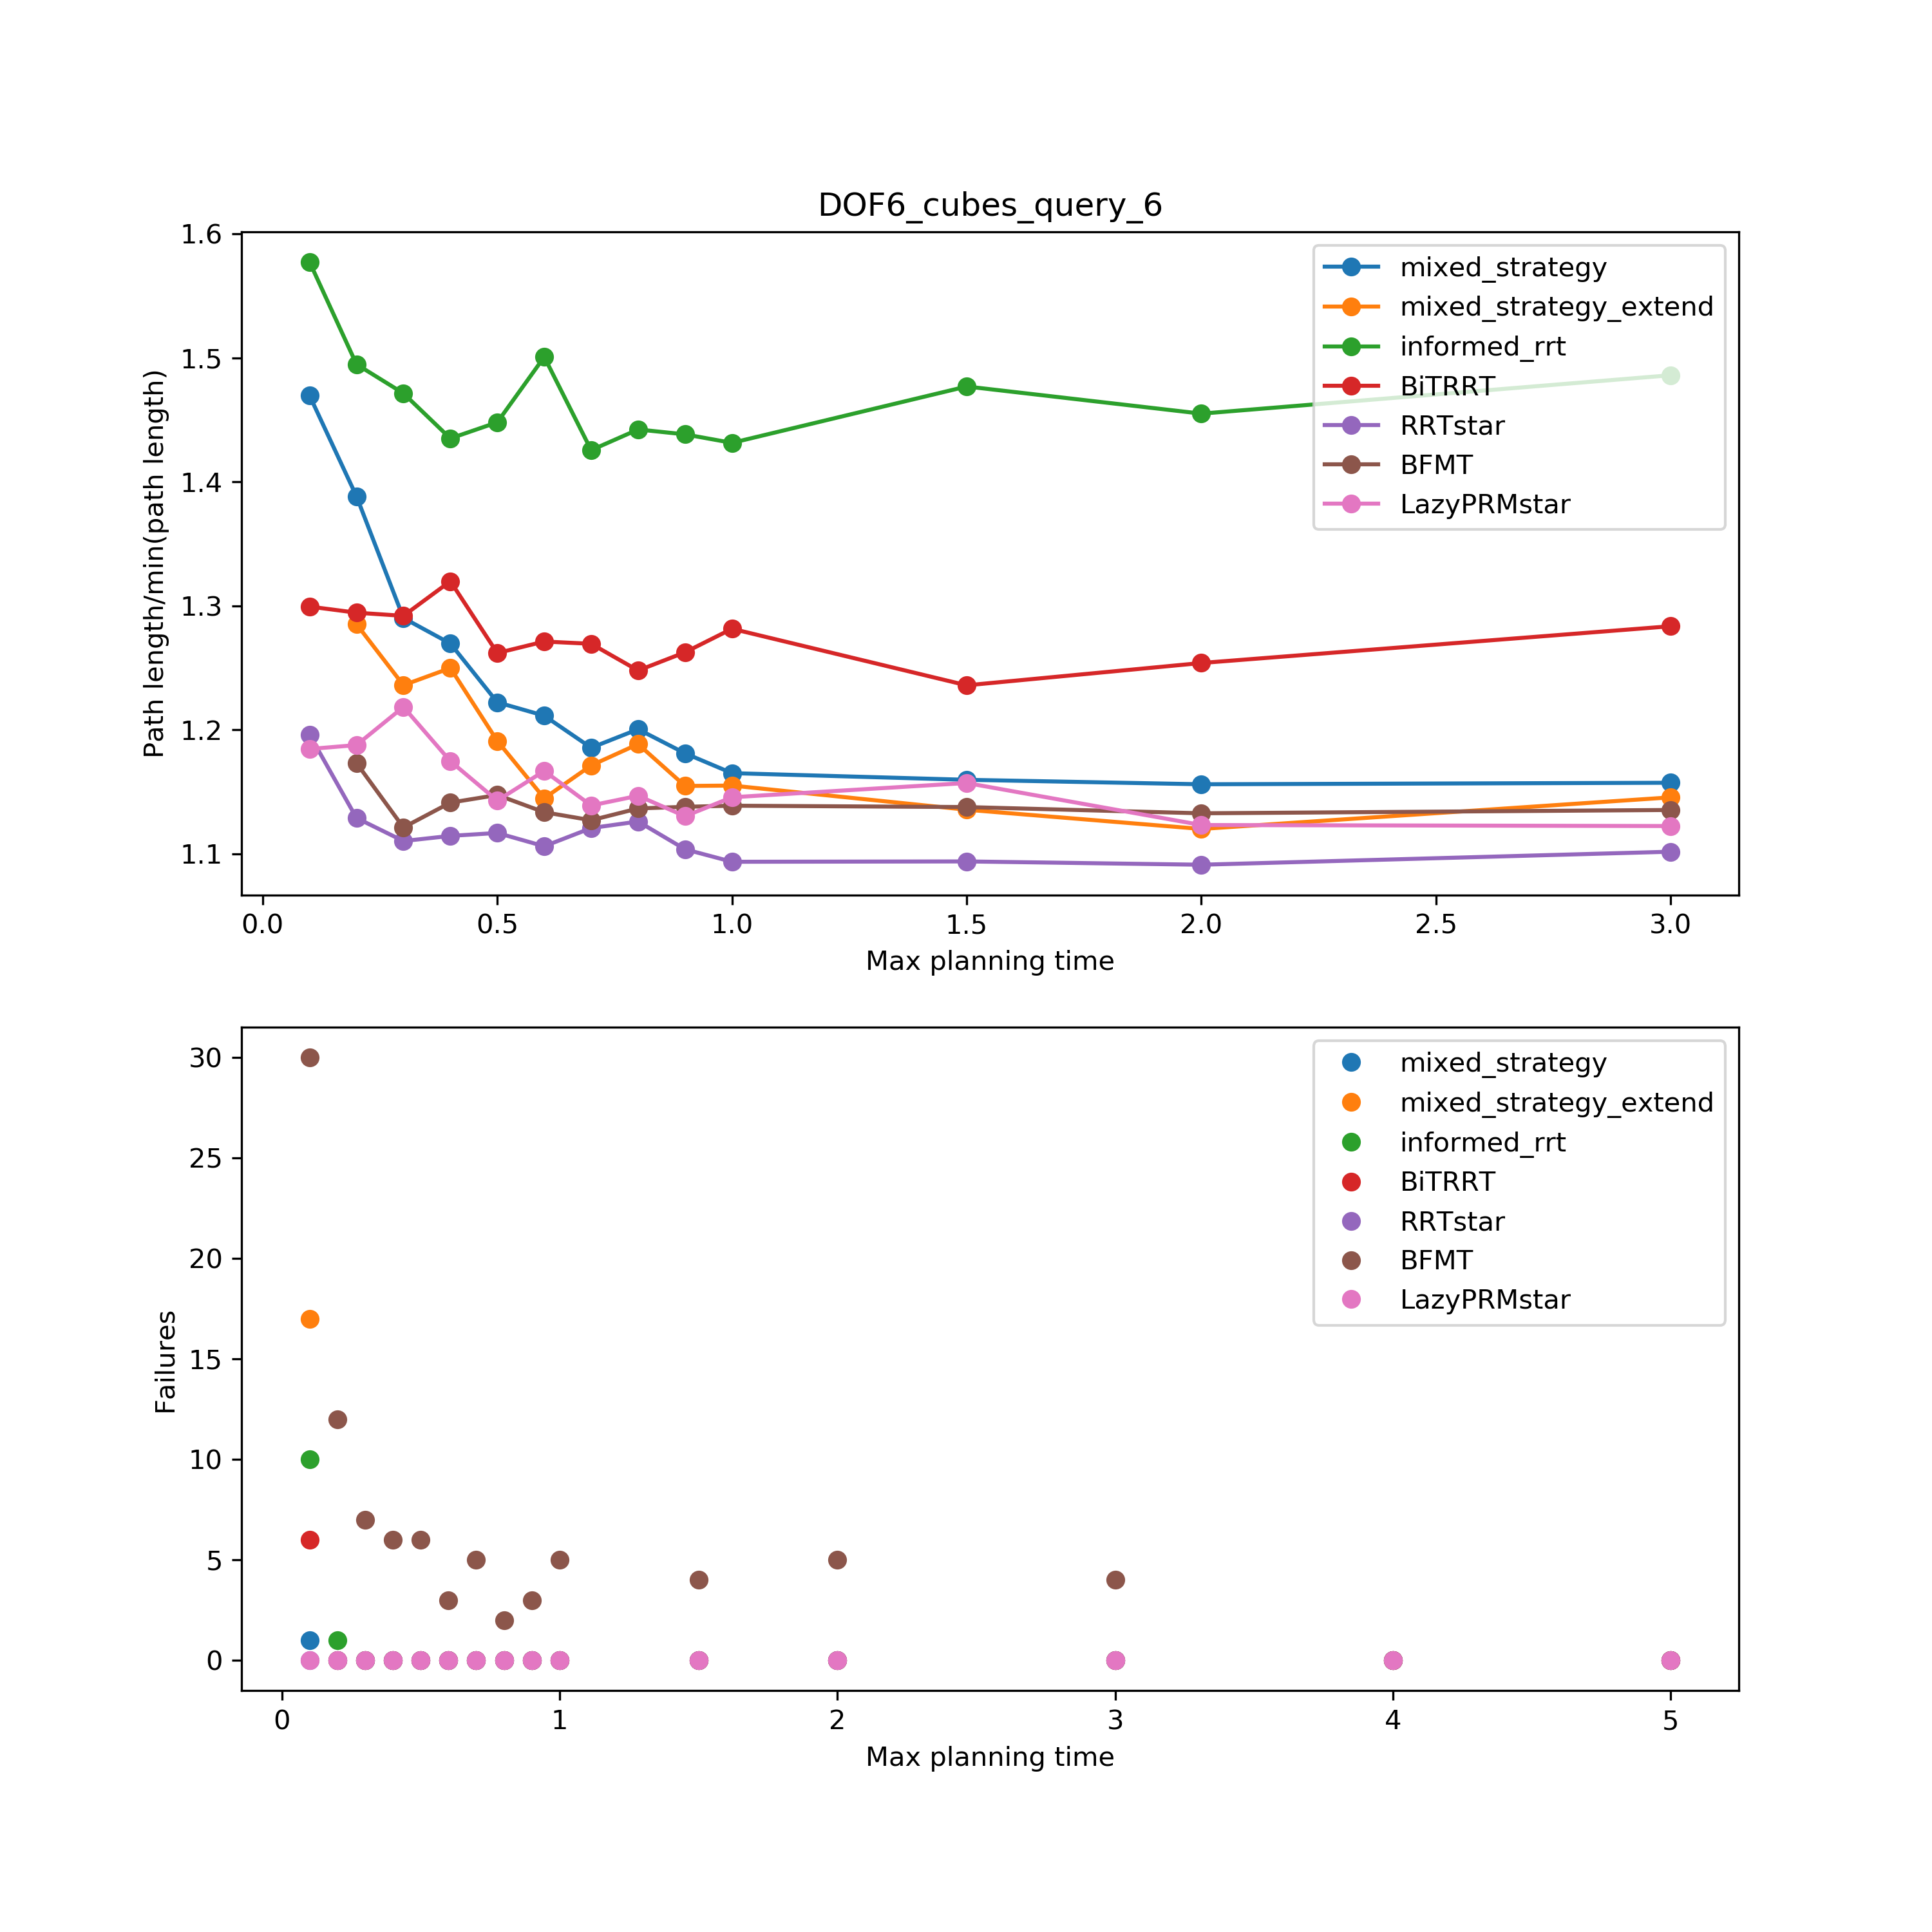 DOF6_cubes_query_6
Path length/min(path length)
1.6
1.5
1.4
1.3
1.2
1.1
mixed_strategy
mixed_strategy_extend
informed_rrt
BiTRRT
RRTstar
BFMT
LazyPRMstar
0.0 0.5 1.0 1.5 2.0 2.5 3.0
Max planning time
Failures
30
25
20
15
10
5
0
mixed_strategy
mixed_strategy_extend
informed_rrt
BiTRRT
RRTstar
BFMT
LazyPRMstar
0 1 2 3 4 5
Max planning time